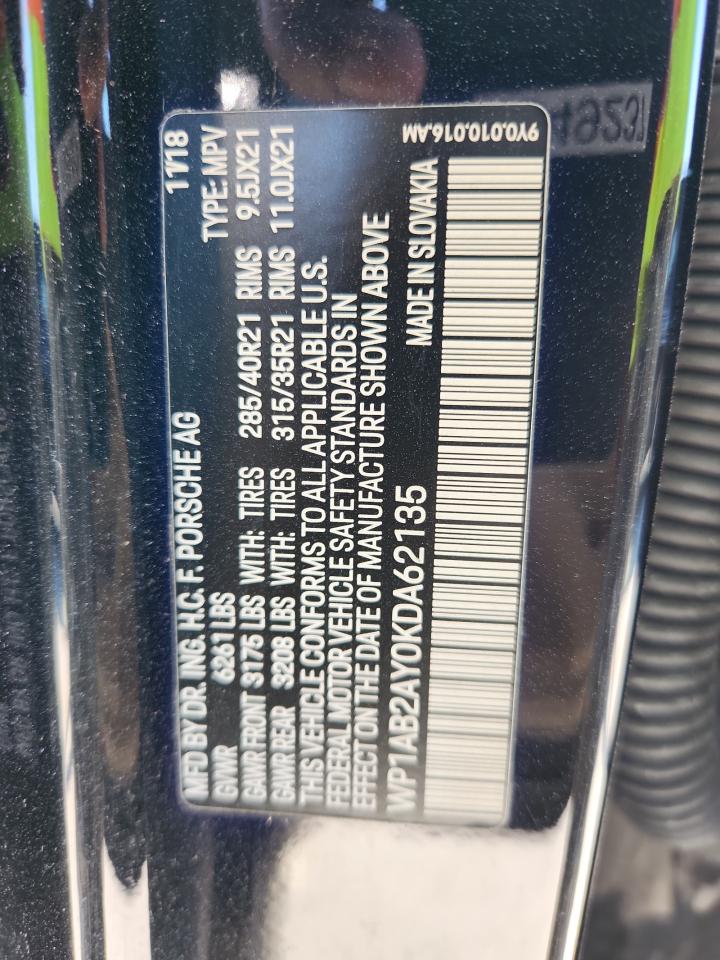 11/18
MFD BY DR. ING. H.C. F. PORSCHE AG
GVWR 6261 LBS TYPE: MPV
GAWR FRONT 3175 LBS WITH: TIRES 285/40R21 RIMS 9.5JX21
GAWR REAR 3208 LBS WITH: TIRES 315/35R21 RIMS 11.0JX21
THIS VEHICLE CONFORMS TO ALL APPLICABLE U.S.
FEDERAL MOTOR VEHICLE SAFETY STANDARDS IN
EFFECT ON THE DATE OF MANUFACTURE SHOWN ABOVE
WP1AB2AY0KDA62135
MADE IN SLOVAKIA
9Y0.010.016.AM